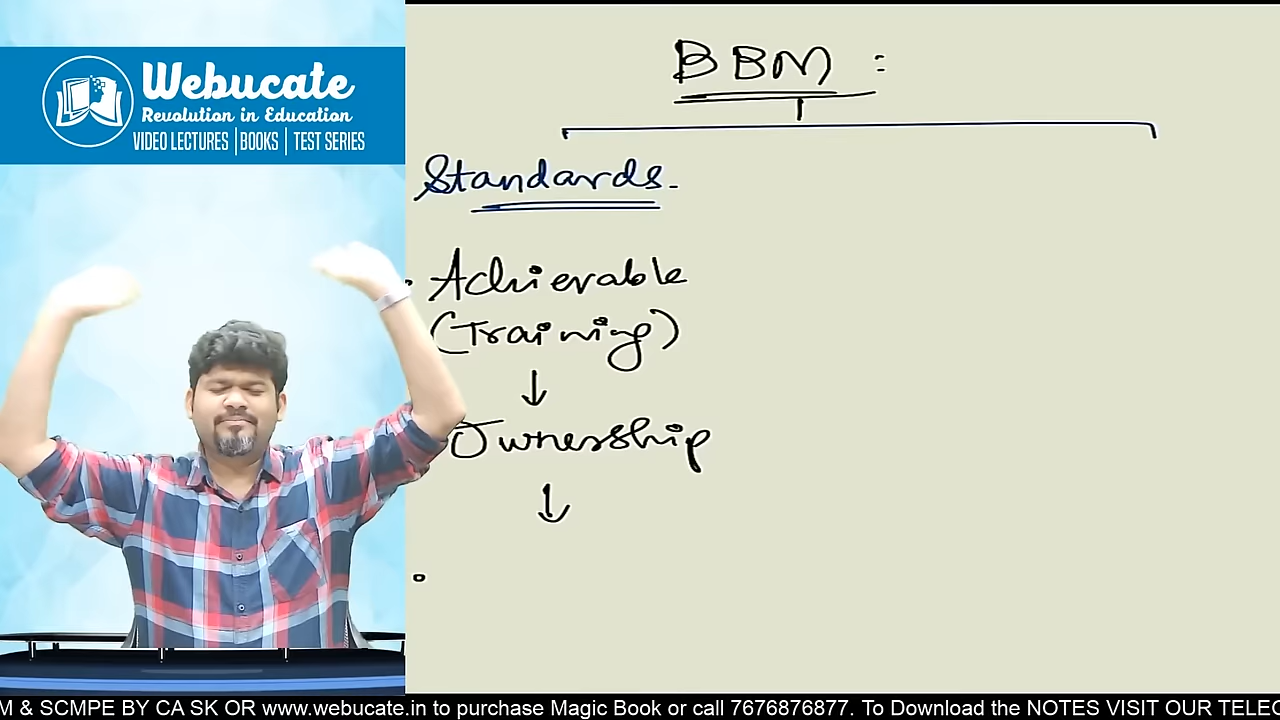 Webucate
Revolution in Education
VIDEO LECTURES | BOOKS | TEST SERIES
BBM :
Standards.
Achievable
(Training)
↓
Ownership
↓
M & SCMPE BY CA SK OR www.webucate.in to purchase Magic Book or call 7676876877. To Download the NOTES VISIT OUR TELEG